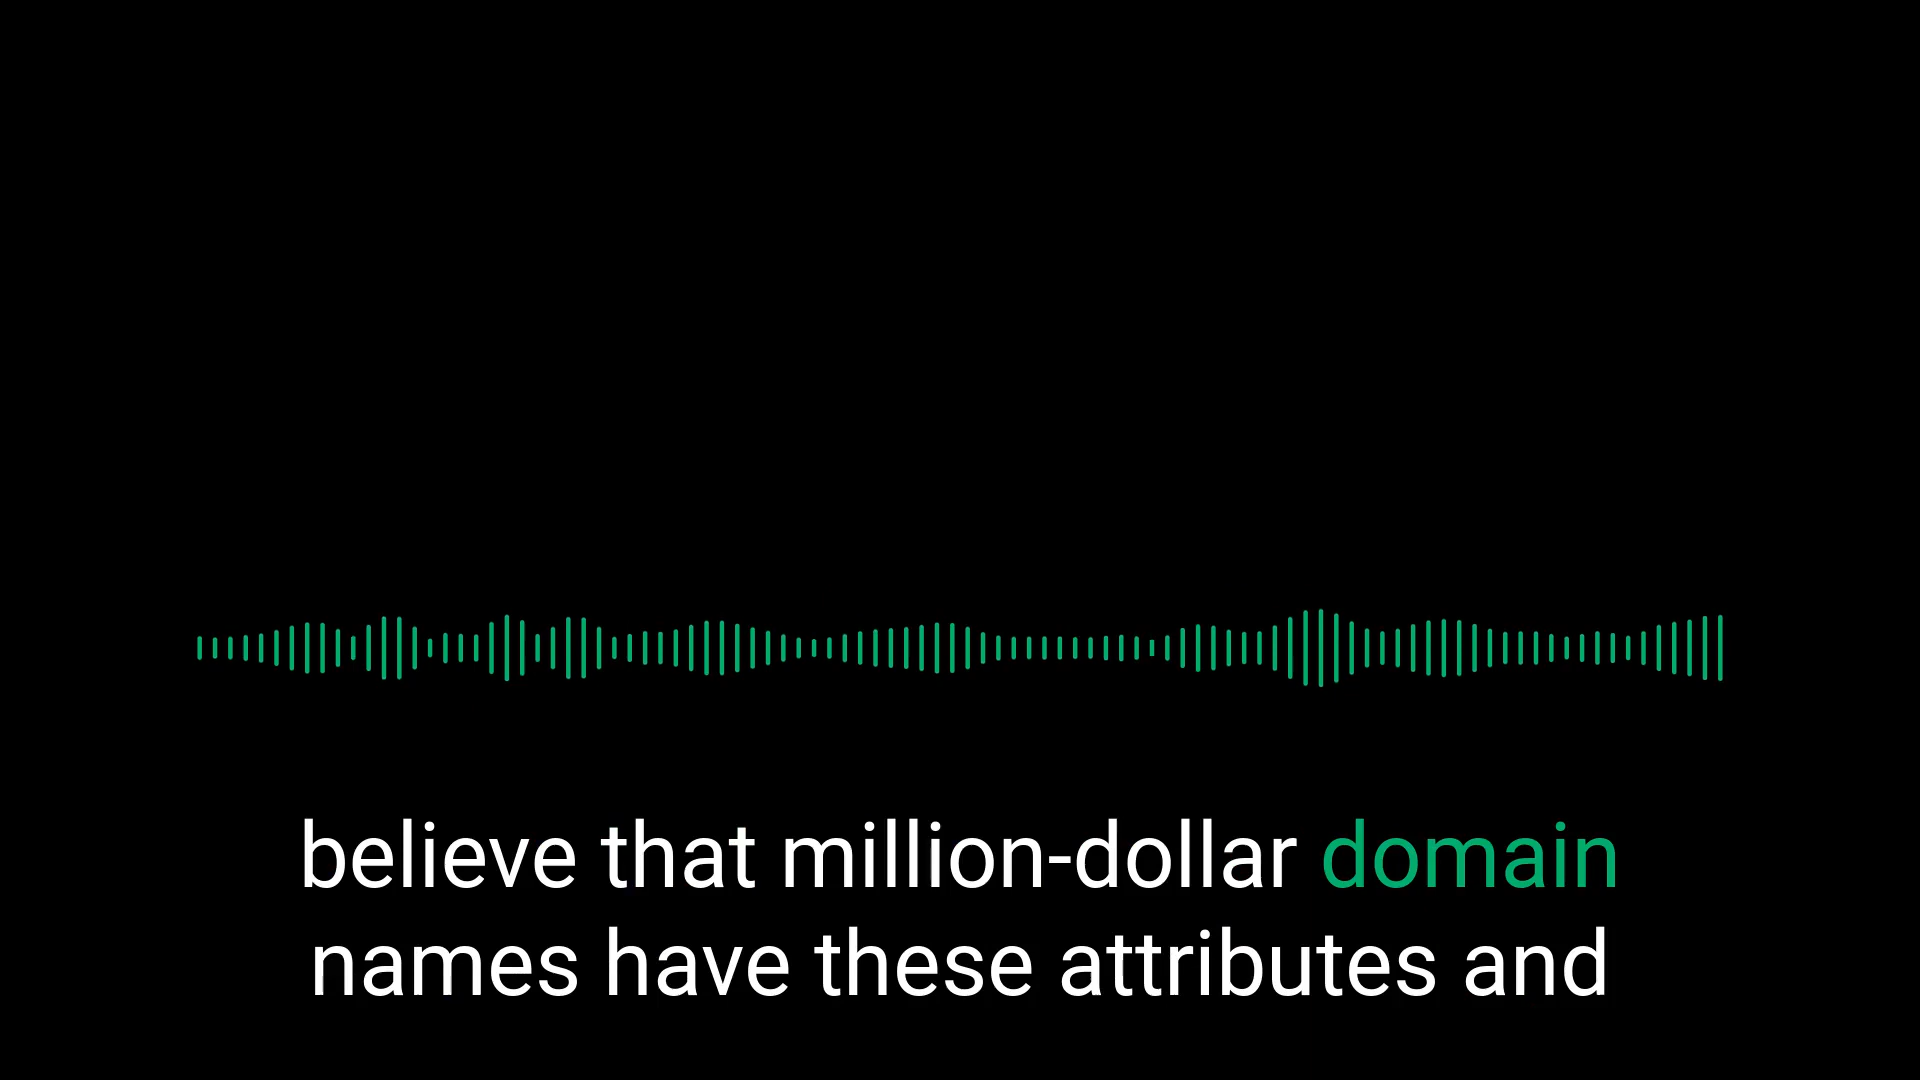 believe that million-dollar domain
names have these attributes and